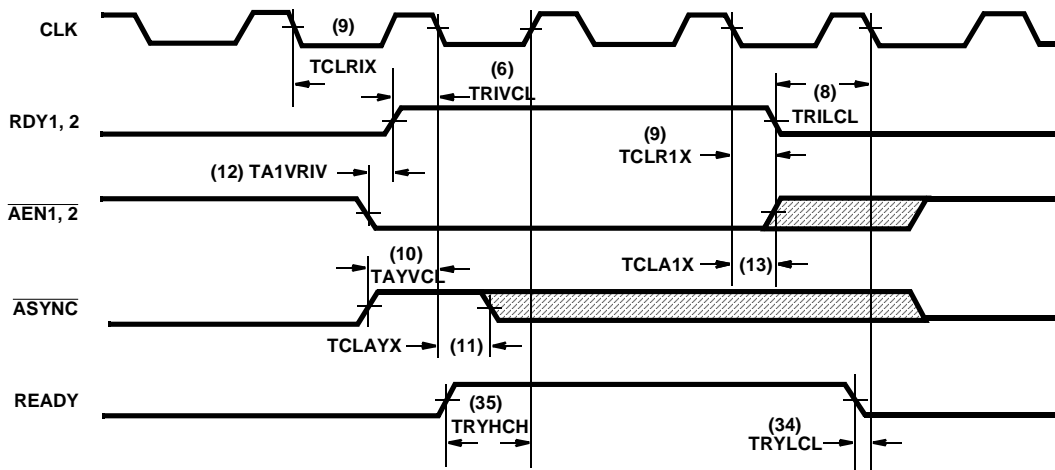 CLK
(9)
TCLRIX
(6)
TRIVCL
(8)
TRILCL
RDY1, 2
(9)
TCLR1X
(12) TA1VRIV
AEN1, 2
(10)
TAYVCL
TCLA1X (13)
ASYNC
TCLAYX (11)
READY
(35)
TRYHCH
(34)
TRYLCL